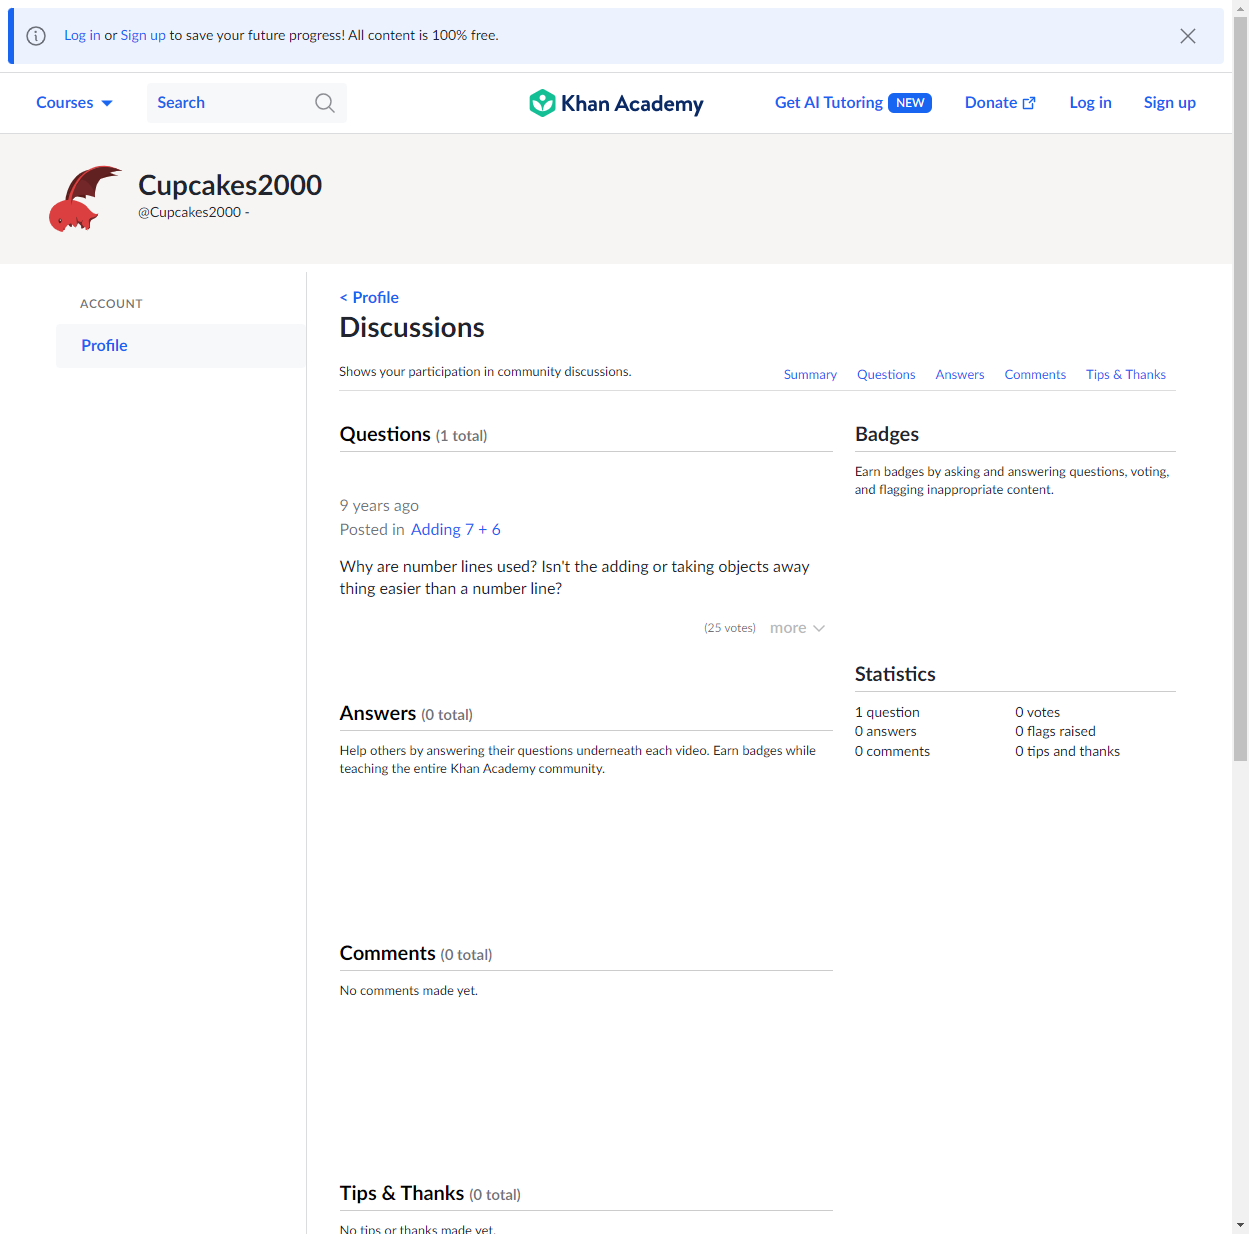 Log in or Sign up to save your future progress! All content is 100% free.
Courses
Search
Khan Academy
Get AI Tutoring NEW
Donate
Log in
Sign up
Cupcakes2000
@Cupcakes2000 -
ACCOUNT
Profile
< Profile
Discussions
Shows your participation in community discussions.
Summary Questions Answers Comments Tips & Thanks
Questions (1 total)
9 years ago
Posted in Adding 7 + 6
Why are number lines used? Isn't the adding or taking objects away
thing easier than a number line?
(25 votes) more
Answers (0 total)
Help others by answering their questions underneath each video. Earn badges while
teaching the entire Khan Academy community.
Comments (0 total)
No comments made yet.
Tips & Thanks (0 total)
No tips or thanks made yet.
Badges
Earn badges by asking and answering questions, voting,
and flagging inappropriate content.
Statistics
1 question 0 votes
0 answers 0 flags raised
0 comments 0 tips and thanks